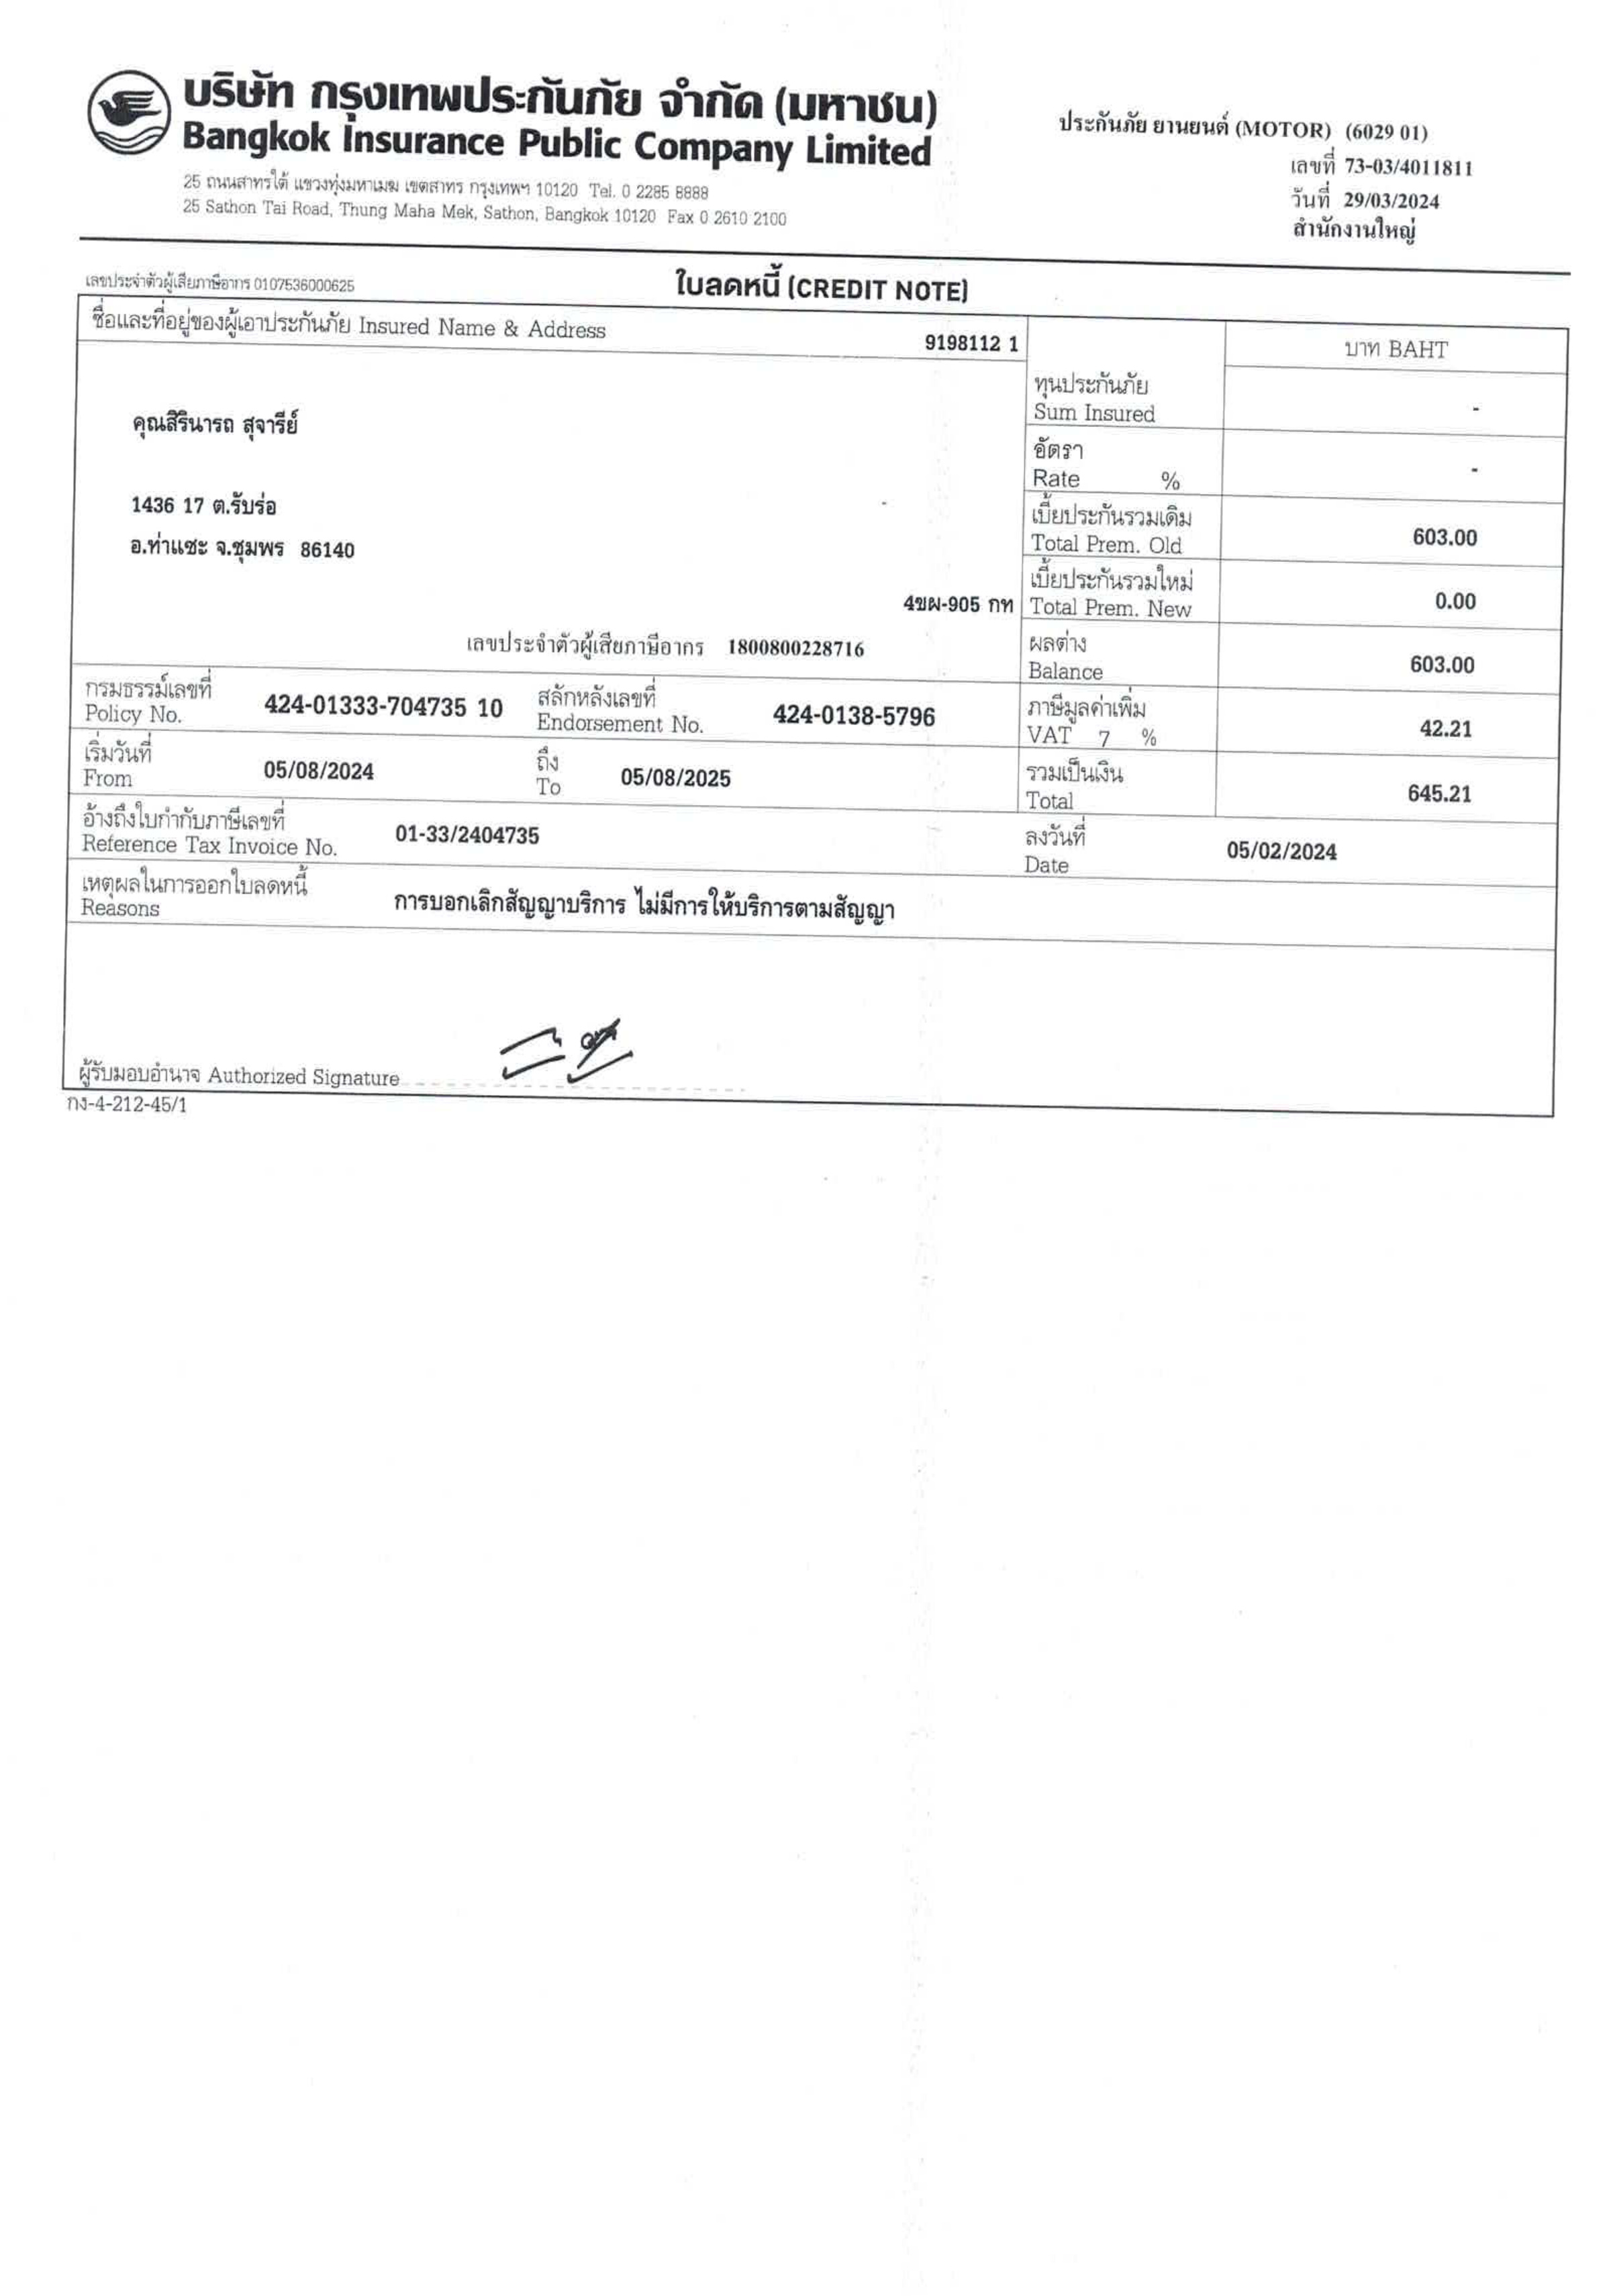 บริษัท กรุงเทพประกันภัย จำกัด (มหาชน)
Bangkok Insurance Public Company Limited
25 ถนนสาทรใต้ แขวงทุ่งมหาเมฆ เขตสาทร กรุงเทพฯ 10120 Tel. 0 2285 8888
25 Sathon Tai Road, Thung Maha Mek, Sathon, Bangkok 10120 Fax 0 2610 2100
ประกันภัย ยานยนต์ (MOTOR) (6029 01)
เลขที่ 73-03/4011811
วันที่ 29/03/2024
สำนักงานใหญ่
เลขประจำตัวผู้เสียภาษีอากร 0107536000625
ใบลดหนี้ (CREDIT NOTE)
ชื่อและที่อยู่ของผู้เอาประกันภัย Insured Name & Address 9198112 1
บาท BAHT
คุณสิรินารถ สุจารีย์
1436 17 ต.รับร่อ
อ.ท่าแซะ จ.ชุมพร 86140
4ขผ-905 กท
เลขประจำตัวผู้เสียภาษีอากร 1800800228716
ทุนประกันภัย
Sum Insured -
อัตรา
Rate % -
เบี้ยประกันรวมเดิม
Total Prem. Old 603.00
เบี้ยประกันรวมใหม่
Total Prem. New 0.00
ผลต่าง
Balance 603.00
กรมธรรม์เลขที่
Policy No. 424-01333-704735 10
สลักหลังเลขที่
Endorsement No. 424-0138-5796
ภาษีมูลค่าเพิ่ม
VAT 7 % 42.21
เริ่มวันที่
From 05/08/2024
ถึง
To 05/08/2025
รวมเป็นเงิน
Total 645.21
อ้างถึงใบกำกับภาษีเลขที่
Reference Tax Invoice No. 01-33/2404735
ลงวันที่
Date 05/02/2024
เหตุผลในการออกใบลดหนี้
Reasons การบอกเลิกสัญญาบริการ ไม่มีการให้บริการตามสัญญา
ผู้รับมอบอำนาจ Authorized Signature
กง-4-212-45/1